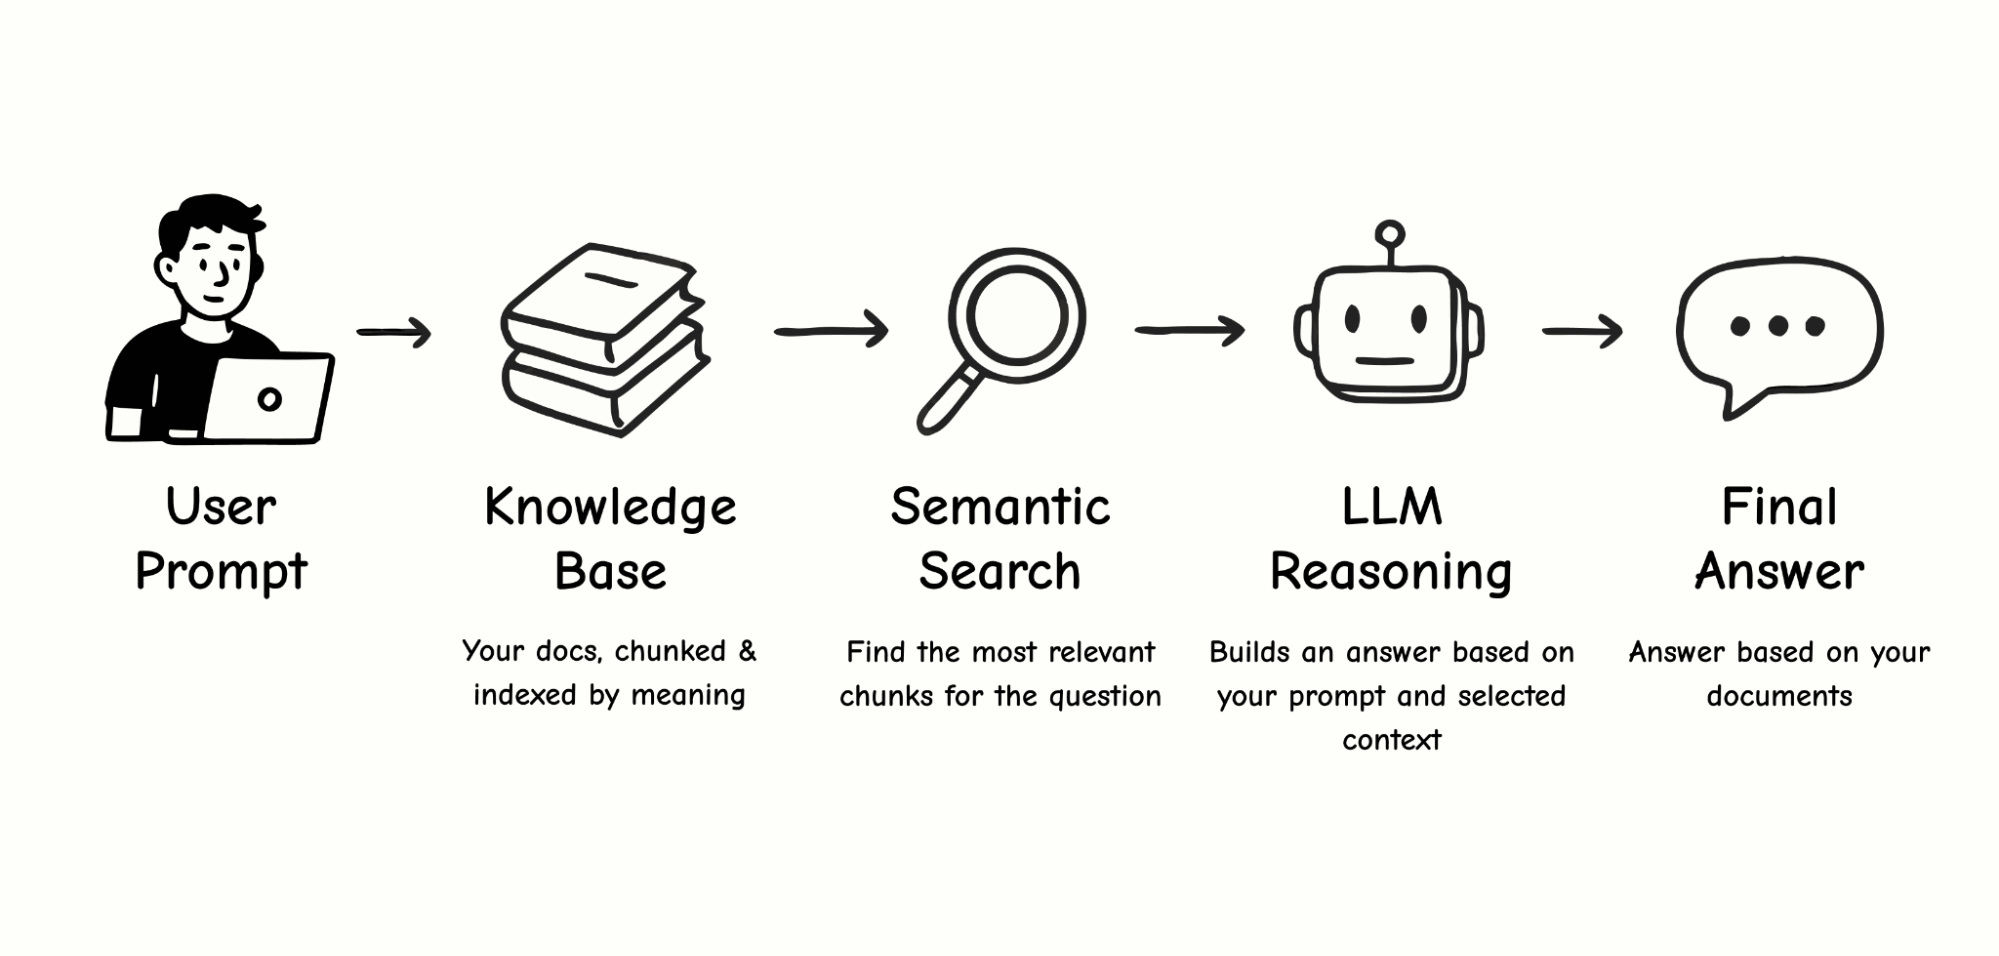 User
Prompt
Knowledge
Base
Your docs, chunked &
indexed by meaning
Semantic
Search
Find the most relevant
chunks for the question
LLM
Reasoning
Builds an answer based on
your prompt and selected
context
Final
Answer
Answer based on your
documents